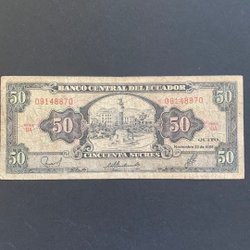 BANCO CENTRAL DEL ECUADOR
50 09148870 09148870 50
50 50
QUITO,
50 CINCUENTA SUCRES 50